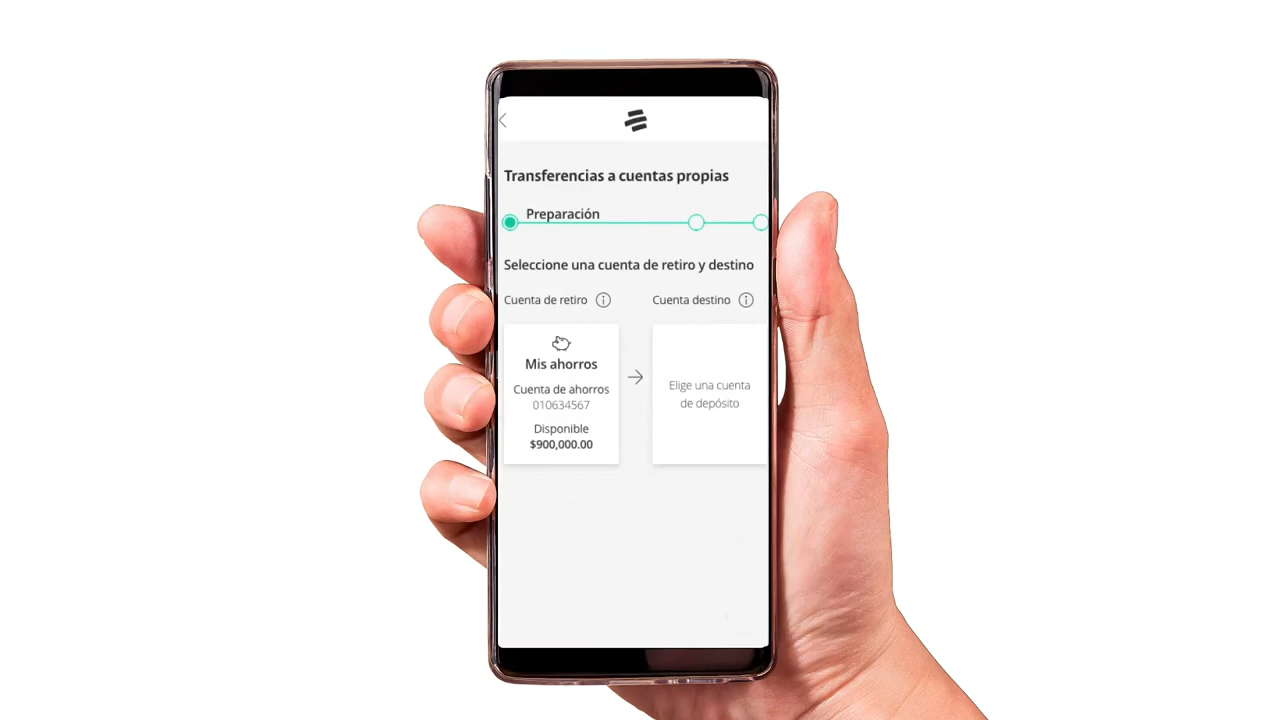 Transferencias a cuentas propias
Preparación
Seleccione una cuenta de retiro y destino
Cuenta de retiro
Cuenta destino
Mis ahorros
Cuenta de ahorros
010634567
Disponible
$900,000.00
Elige una cuenta
de depósito